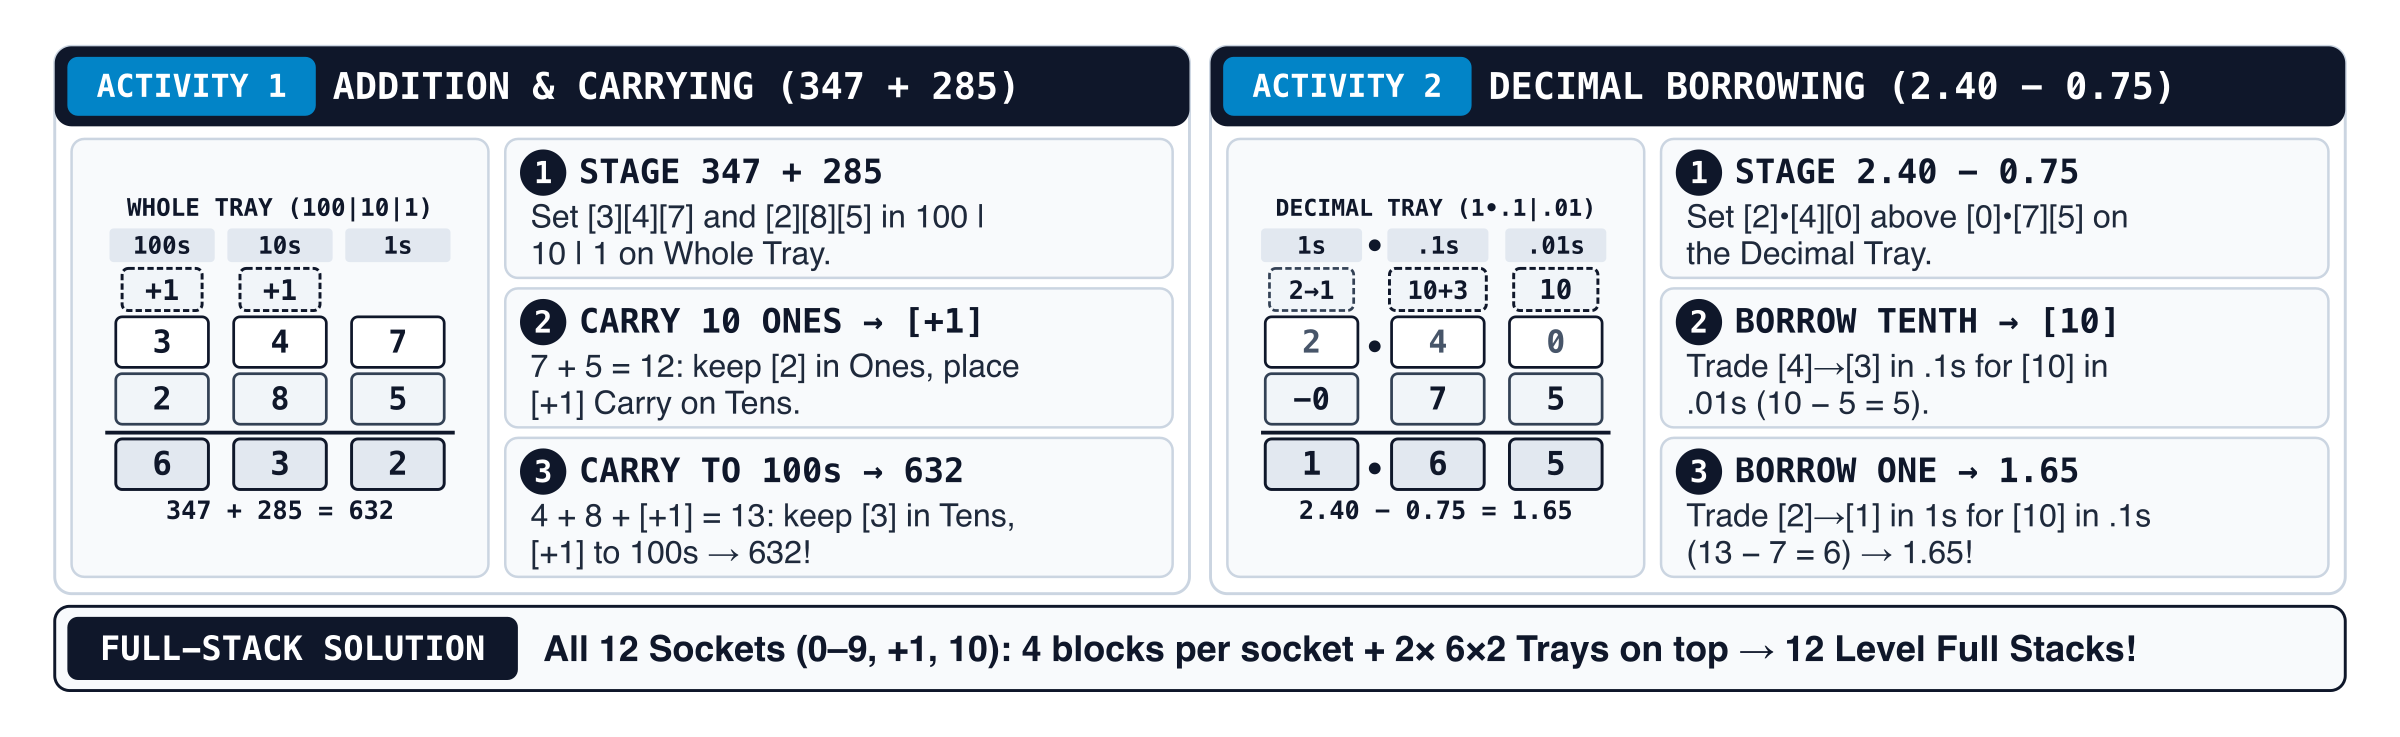 ACTIVITY 1 ADDITION & CARRYING (347 + 285)
WHOLE TRAY (100|10|1)
100s 10s 1s
+1 +1
3 4 7
2 8 5
6 3 2
347 + 285 = 632
1 STAGE 347 + 285
Set [3][4][7] and [2][8][5] in 100 |
10 | 1 on Whole Tray.
2 CARRY 10 ONES → [+1]
7 + 5 = 12: keep [2] in Ones, place
[+1] Carry on Tens.
3 CARRY TO 100s → 632
4 + 8 + [+1] = 13: keep [3] in Tens,
[+1] to 100s → 632!
ACTIVITY 2 DECIMAL BORROWING (2.40 − 0.75)
DECIMAL TRAY (1•.1|.01)
1s • .1s .01s
2→1 10+3 10
2 • 4 0
−0 7 5
1 • 6 5
2.40 − 0.75 = 1.65
1 STAGE 2.40 − 0.75
Set [2]•[4][0] above [0]•[7][5] on
the Decimal Tray.
2 BORROW TENTH → [10]
Trade [4]→[3] in .1s for [10] in
.01s (10 − 5 = 5).
3 BORROW ONE → 1.65
Trade [2]→[1] in 1s for [10] in .1s
(13 − 7 = 6) → 1.65!
FULL−STACK SOLUTION All 12 Sockets (0–9, +1, 10): 4 blocks per socket + 2× 6×2 Trays on top → 12 Level Full Stacks!